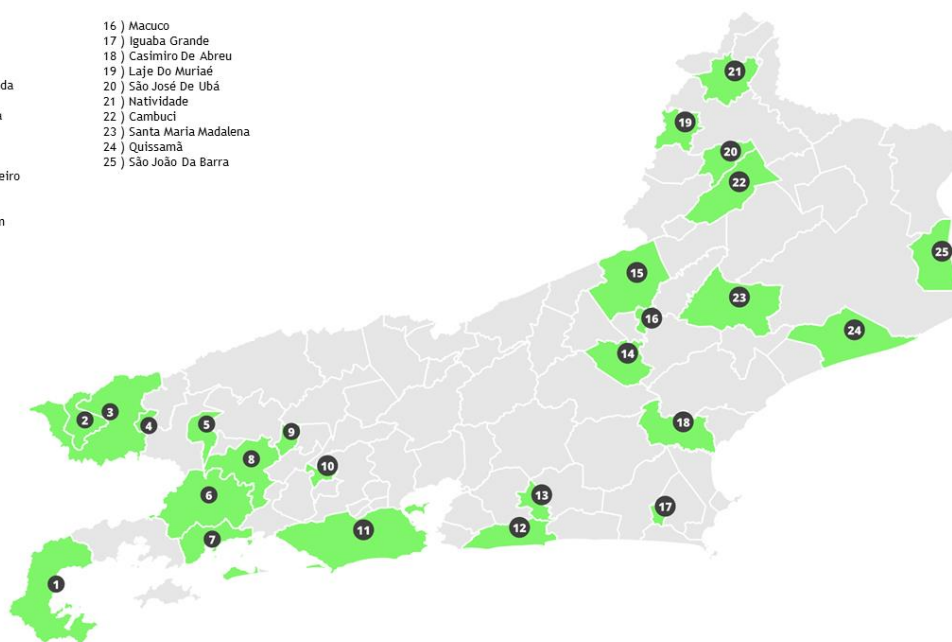 da
a
eiro
m
16 ) Macuco
17 ) Iguaba Grande
18 ) Casimiro De Abreu
19 ) Laje Do Muriaé
20 ) São José De Ubá
21 ) Natividade
22 ) Cambuci
23 ) Santa Maria Madalena
24 ) Quissamã
25 ) São João Da Barra
21
19
20
22
25
15
23
16
24
14
3
2
4
5
18
9
8
10
6
13
17
12
11
7
1